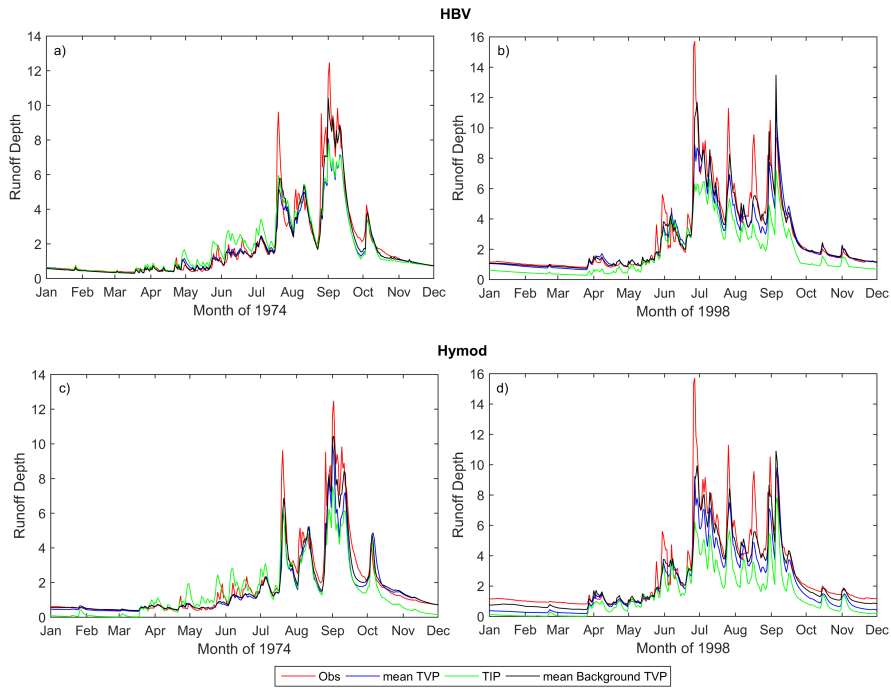 HBV
a)
14
12
10
8
6
4
2
0
Runoff Depth
Jan Feb Mar Apr May Jun Jul Aug Sep Oct Nov Dec
Month of 1974
b)
16
14
12
10
8
6
4
2
0
Runoff Depth
Jan Feb Mar Apr May Jun Jul Aug Sep Oct Nov Dec
Month of 1998
Hymod
c)
14
12
10
8
6
4
2
0
Runoff Depth
Jan Feb Mar Apr May Jun Jul Aug Sep Oct Nov Dec
Month of 1974
d)
16
14
12
10
8
6
4
2
0
Runoff Depth
Jan Feb Mar Apr May Jun Jul Aug Sep Oct Nov Dec
Month of 1998
Obs mean TVP TIP mean Background TVP